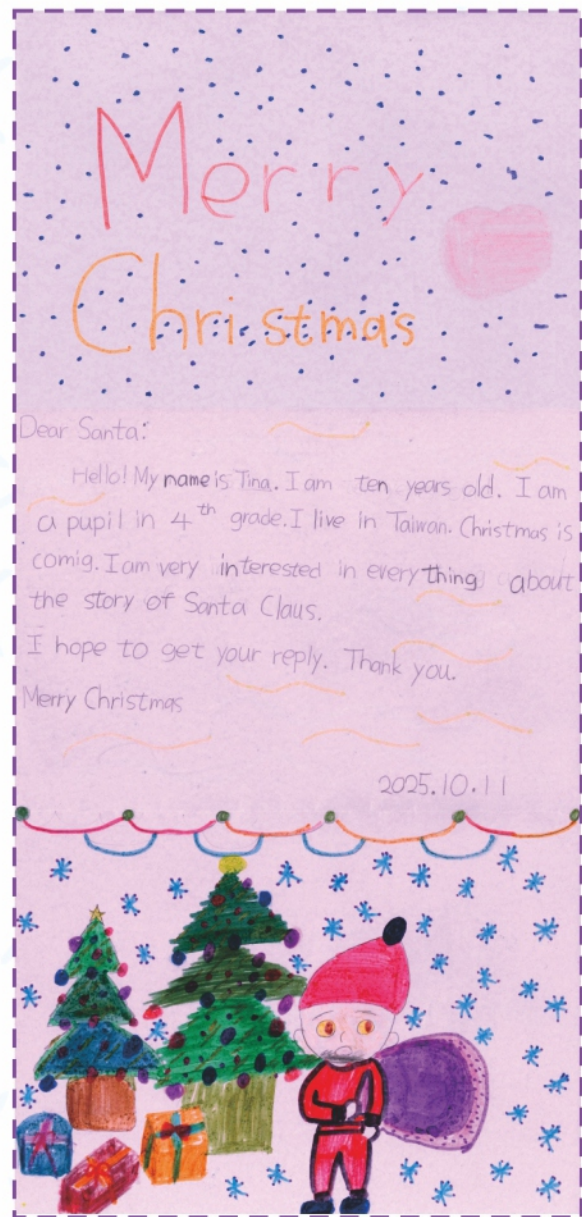 Merry
Christmas
Dear Santa:
Hello! My name is Tina. I am ten years old. I am
a pupil in 4th grade. I live in Taiwan. Christmas is
comig. I am very interested in everything about
the story of Santa Claus.
I hope to get your reply. Thank you.
Merry Christmas
2025.10.11